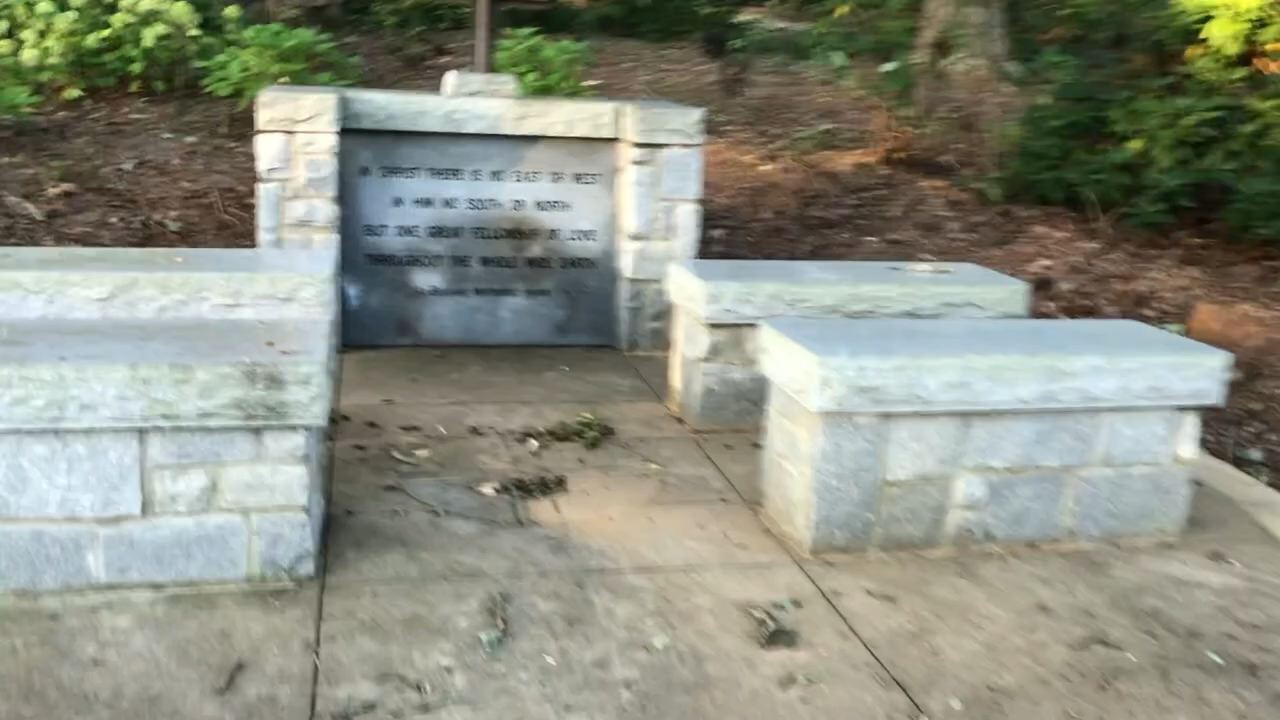 IN CHRIST THERE IS NO EAST OR WEST
IN HIM NO SOUTH OR NORTH
BUT ONE GREAT FELLOWSHIP OF LOVE
THROUGHOUT THE WHOLE WIDE EARTH